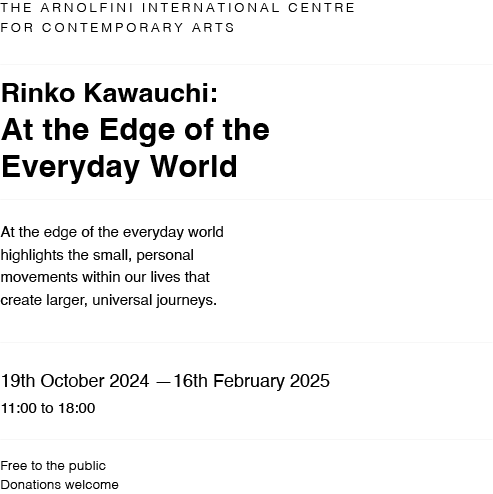 THE ARNOLFINI INTERNATIONAL CENTRE
FOR CONTEMPORARY ARTS
Rinko Kawauchi:
At the Edge of the
Everyday World
At the edge of the everyday world
highlights the small, personal
movements within our lives that
create larger, universal journeys.
19th October 2024 —16th February 2025
11:00 to 18:00
Free to the public
Donations welcome